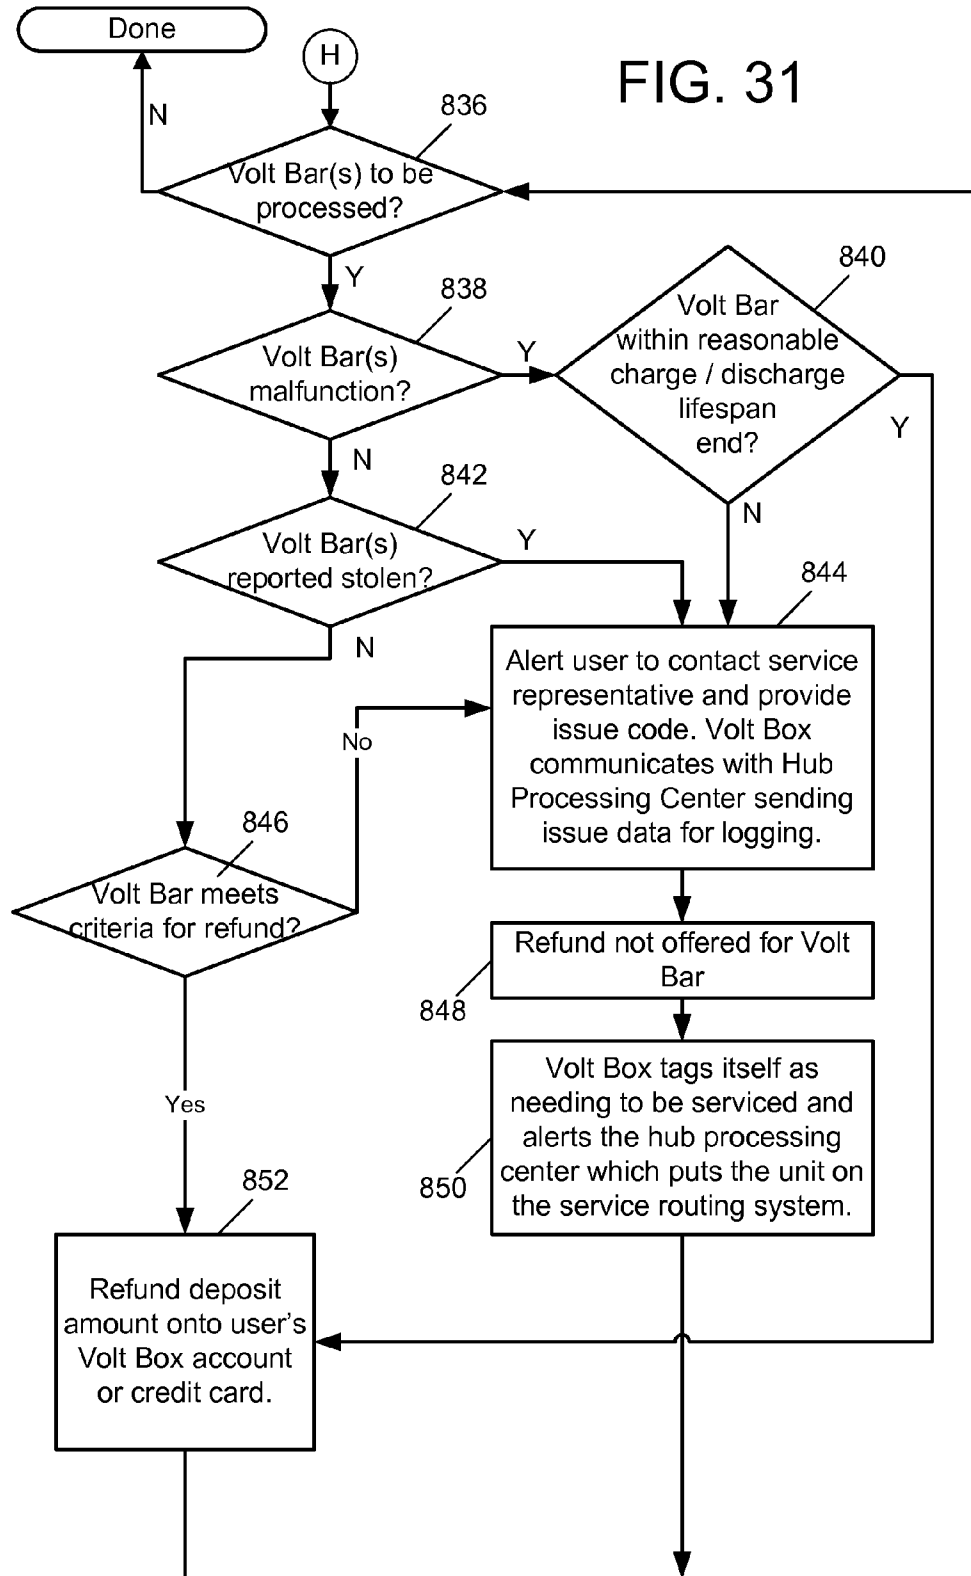 Done
H
FIG. 31
N
836
Volt Bar(s) to be
processed?
Y
838
Volt Bar(s)
malfunction?
Y
840
Volt Bar
within reasonable
charge / discharge
lifespan
end?
Y
N
N
842
Volt Bar(s)
reported stolen?
Y
N
844
Alert user to contact service
representative and provide
issue code. Volt Box
communicates with Hub
Processing Center sending
issue data for logging.
No
846
Volt Bar meets
criteria for refund?
Refund not offered for Volt
Bar
848
Volt Box tags itself as
needing to be serviced and
alerts the hub processing
center which puts the unit on
the service routing system.
850
Yes
852
Refund deposit
amount onto user's
Volt Box account
or credit card.